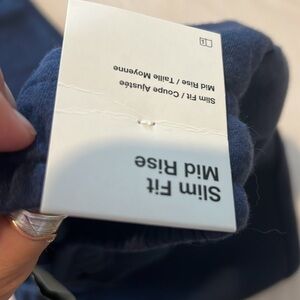 Slim Fit
Mid Rise
Slim Fit / Coupe Ajustée
Mid Rise / Taille Moyenne